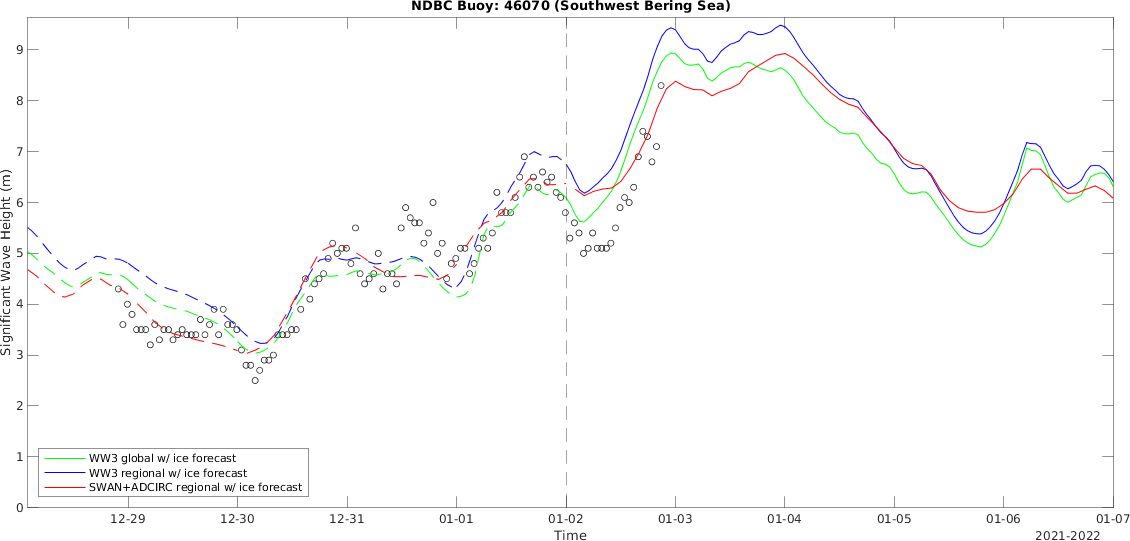 NDBC Buoy: 46070 (Southwest Bering Sea)
Significant Wave Height (m)
9
8
7
6
5
4
3
2
1
0
WW3 global w/ ice forecast
WW3 regional w/ ice forecast
SWAN+ADCIRC regional w/ ice forecast
12-29 12-30 12-31 01-01 01-02 01-03 01-04 01-05 01-06 01-07
Time
2021-2022